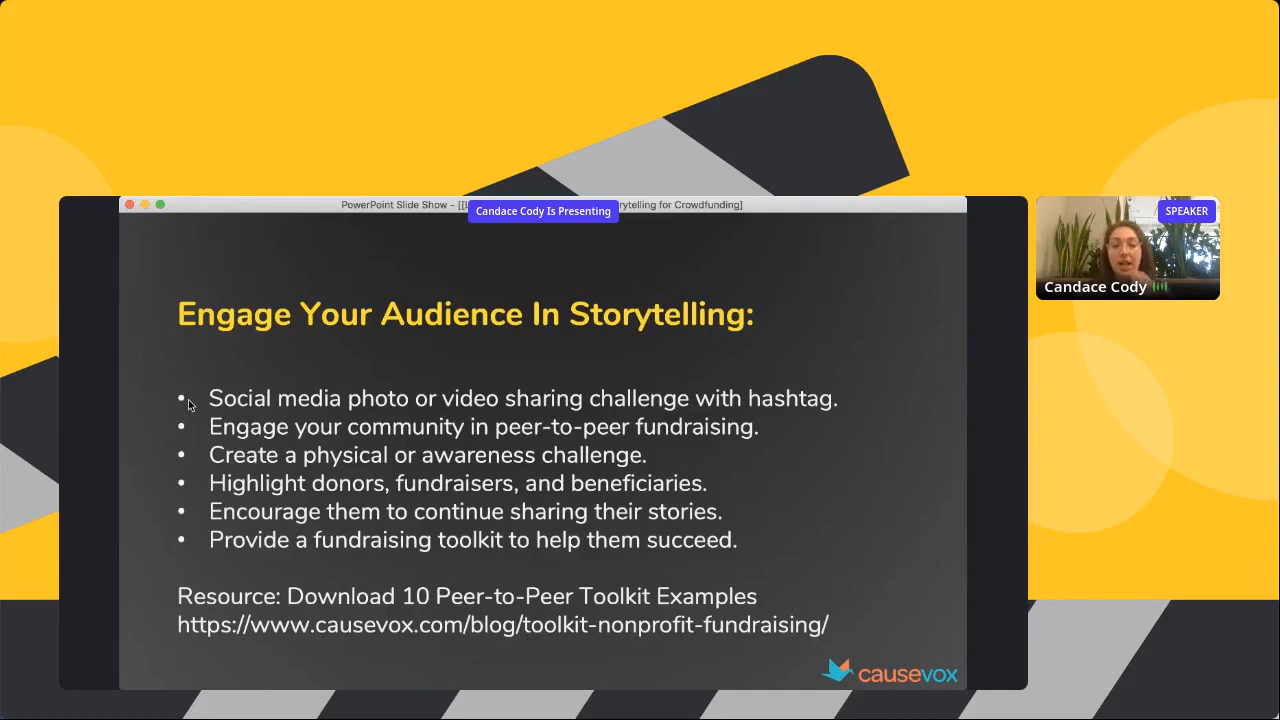 PowerPoint Slide Show - [[L
Candace Cody Is Presenting
rytelling for Crowdfunding]
SPEAKER
Candace Cody
Engage Your Audience In Storytelling:
• Social media photo or video sharing challenge with hashtag.
• Engage your community in peer-to-peer fundraising.
• Create a physical or awareness challenge.
• Highlight donors, fundraisers, and beneficiaries.
• Encourage them to continue sharing their stories.
• Provide a fundraising toolkit to help them succeed.
Resource: Download 10 Peer-to-Peer Toolkit Examples
https://www.causevox.com/blog/toolkit-nonprofit-fundraising/
causevox